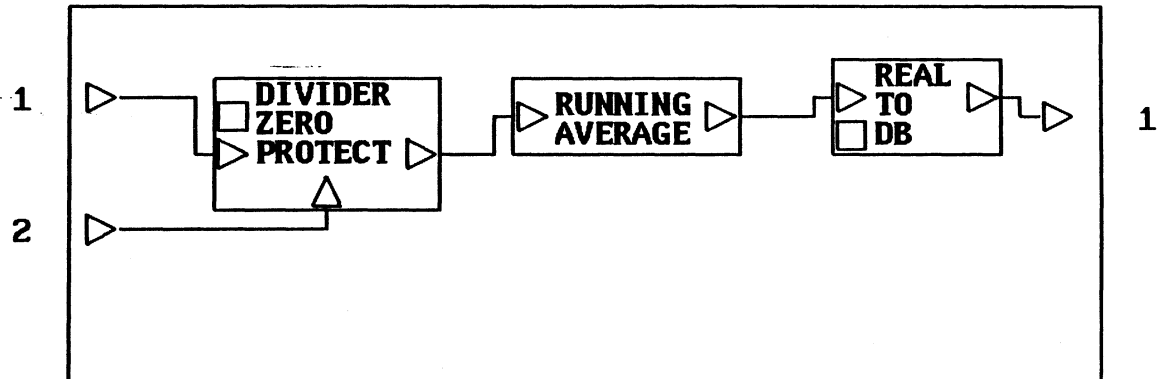 1
2
DIVIDER
ZERO
PROTECT
RUNNING
AVERAGE
REAL
TO
DB
1